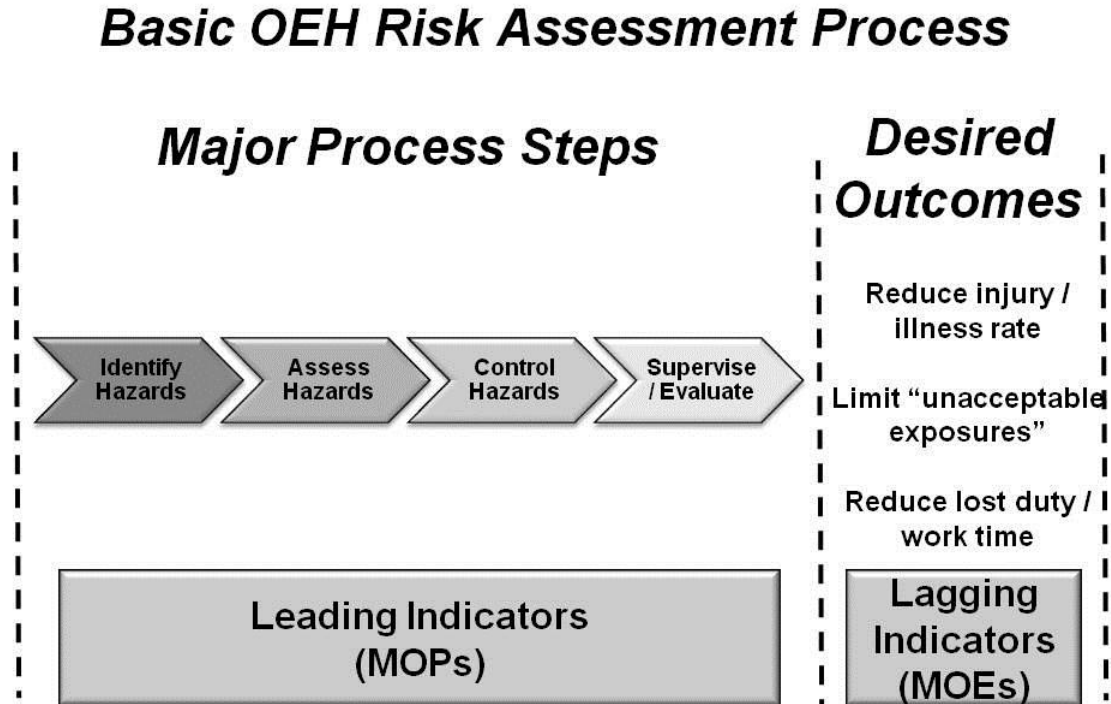 Basic OEH Risk Assessment Process
Major Process Steps
Desired
Outcomes
Identify
Hazards
Assess
Hazards
Control
Hazards
Supervise
/ Evaluate
Reduce injury /
illness rate
Limit “unacceptable
exposures”
Reduce lost duty /
work time
Leading Indicators
(MOPs)
Lagging
Indicators
(MOEs)